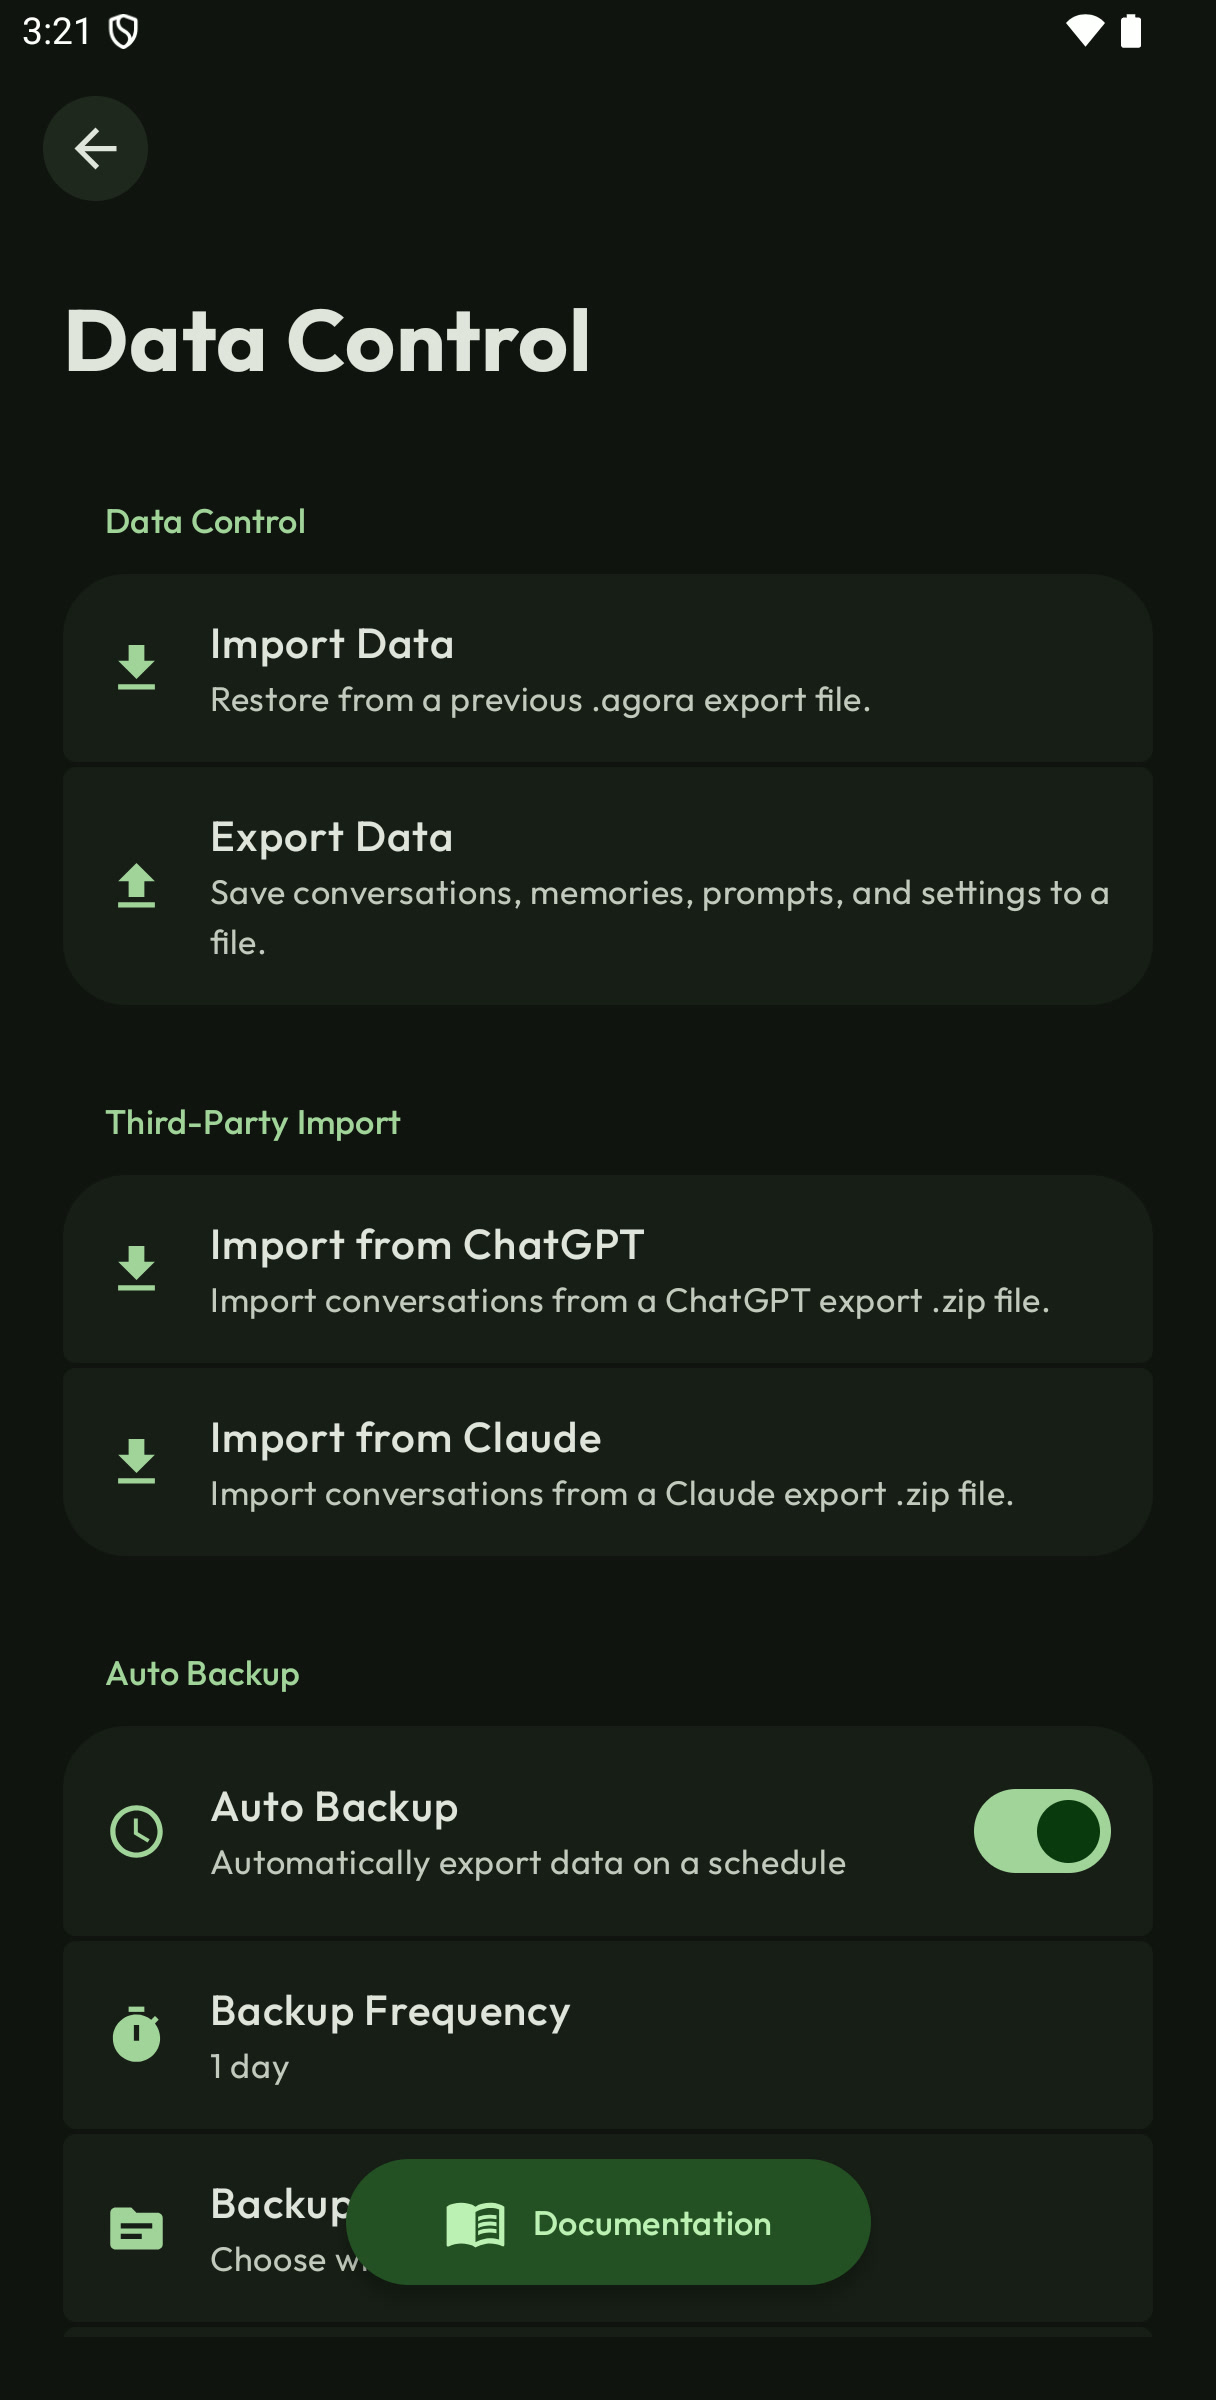 3:21
Data Control
Data Control
Import Data
Restore from a previous .agora export file.
Export Data
Save conversations, memories, prompts, and settings to a
file.
Third-Party Import
Import from ChatGPT
Import conversations from a ChatGPT export .zip file.
Import from Claude
Import conversations from a Claude export .zip file.
Auto Backup
Auto Backup
Automatically export data on a schedule
Backup Frequency
1 day
Backup
Choose
Documentation